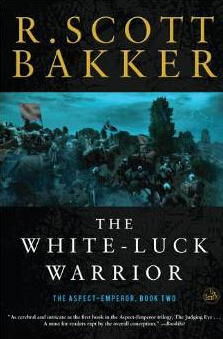 R. SCOTT
BAKKER
THE
WHITE-LUCK
WARRIOR
THE ASPECT-EMPEROR, BOOK TWO
"As cerebral and intricate as the first book in the Aspect-Emperor trilogy, The Judging Eye . . .
A must for readers rapt by the overall conception." —Booklist